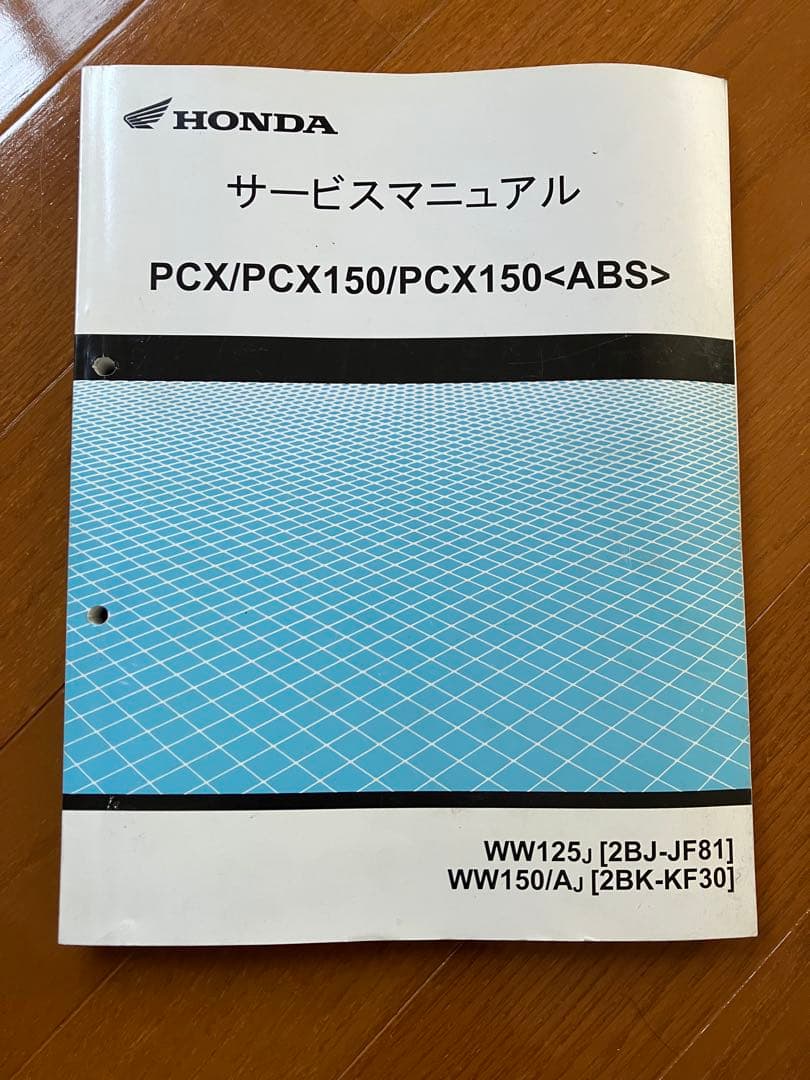 HONDA
サービスマニュアル
PCX/PCX150/PCX150<ABS>
WW125J [2BJ-JF81]
WW150/AJ [2BK-KF30]